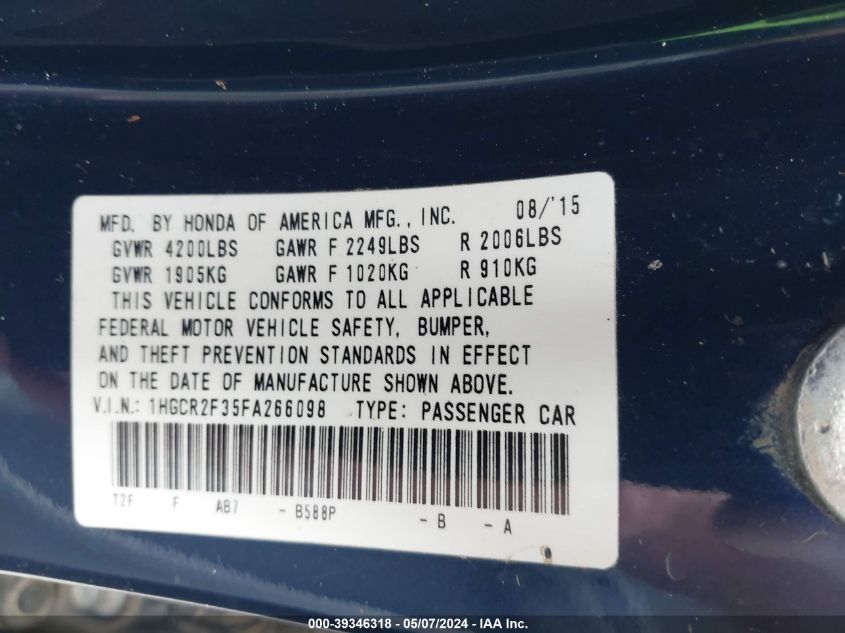 MFD. BY HONDA OF AMERICA MFG., INC. 08/'15
GVWR 4200LBS GAWR F 2249LBS R 2006LBS
GVWR 1905KG GAWR F 1020KG R 910KG
THIS VEHICLE CONFORMS TO ALL APPLICABLE
FEDERAL MOTOR VEHICLE SAFETY, BUMPER,
AND THEFT PREVENTION STANDARDS IN EFFECT
ON THE DATE OF MANUFACTURE SHOWN ABOVE.
V.I.N.: 1HGCR2F35FA266098 TYPE: PASSENGER CAR
T2F F AB7 - B588P - B - A
000-39346318 - 05/07/2024 - IAA Inc.